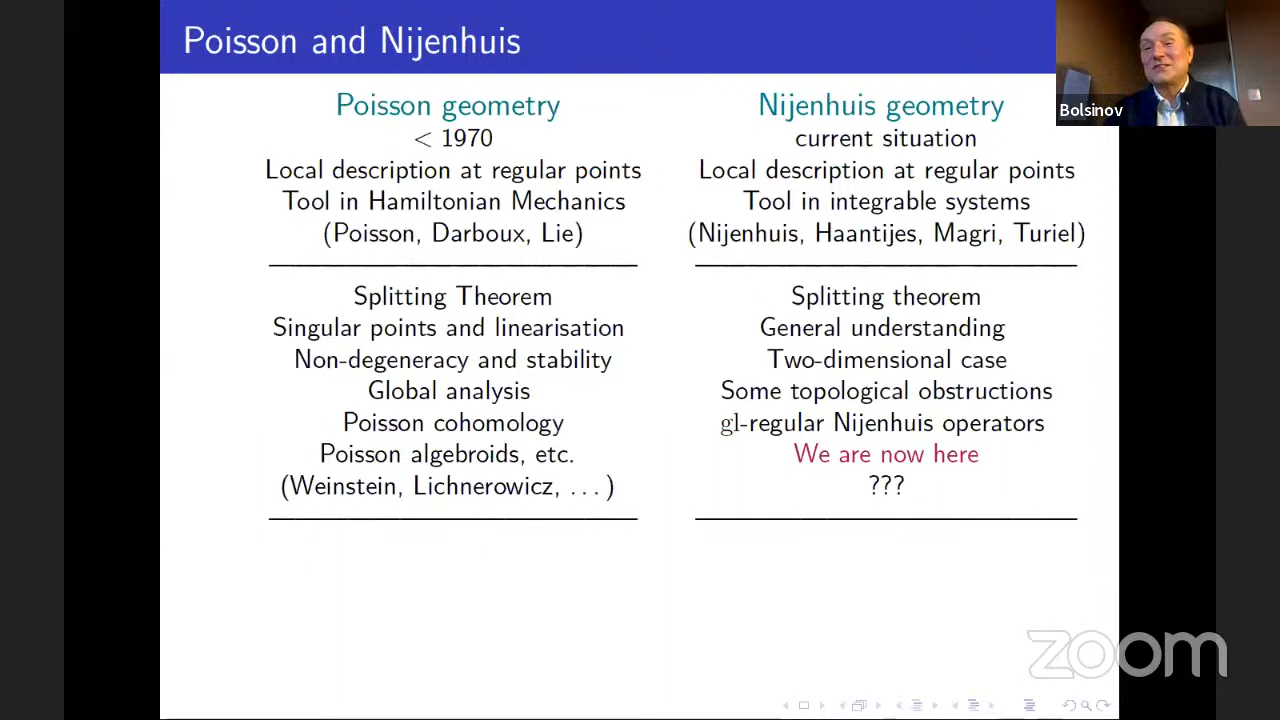 Poisson and Nijenhuis
Bolsinov
Poisson geometry
< 1970
Local description at regular points
Tool in Hamiltonian Mechanics
(Poisson, Darboux, Lie)
Splitting Theorem
Singular points and linearisation
Non-degeneracy and stability
Global analysis
Poisson cohomology
Poisson algebroids, etc.
(Weinstein, Lichnerowicz, . . . )
Nijenhuis geometry
current situation
Local description at regular points
Tool in integrable systems
(Nijenhuis, Haantijes, Magri, Turiel)
Splitting theorem
General understanding
Two-dimensional case
Some topological obstructions
gl-regular Nijenhuis operators
We are now here
???
zoom